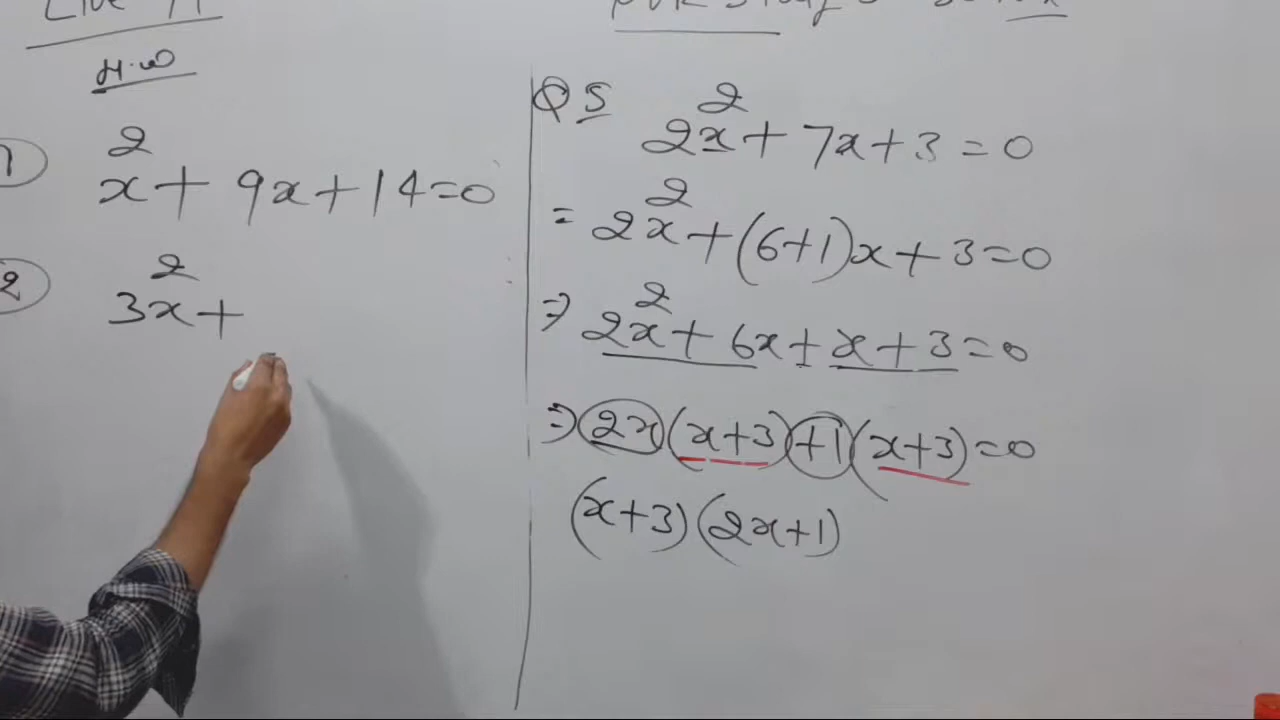 H.W
1 x² + 9x + 14 = 0
2 3x² +
Q 5 2x² + 7x + 3 = 0
= 2x² + (6+1)x + 3 = 0
⇒ 2x² + 6x + x + 3 = 0
⇒ 2x (x+3) +1 (x+3) = 0
(x+3) (2x+1)